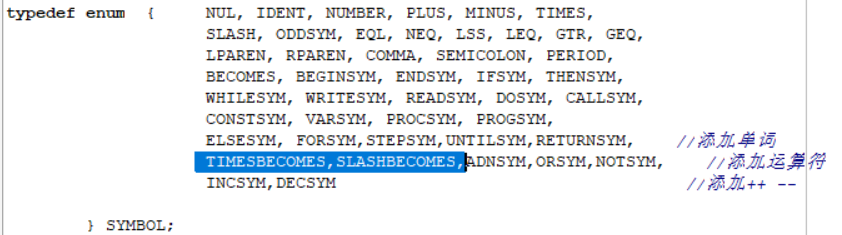 typedef enum { NUL, IDENT, NUMBER, PLUS, MINUS, TIMES,
SLASH, ODDSYM, EQL, NEQ, LSS, LEQ, GTR, GEQ,
LPAREN, RPAREN, COMMA, SEMICOLON, PERIOD,
BECOMES, BEGINSYM, ENDSYM, IFSYM, THENSYM,
WHILESYM, WRITESYM, READSYM, DOSYM, CALLSYM,
CONSTSYM, VARSYM, PROCSYM, PROGSYM,
ELSESYM, FORSYM,STEPSYM,UNTILSYM,RETURNSYM, //添加单词
TIMESBECOMES,SLASHBECOMES,ADNSYM,ORSYM,NOTSYM, //添加运算符
INCSYM,DECSYM //添加++ --
} SYMBOL;